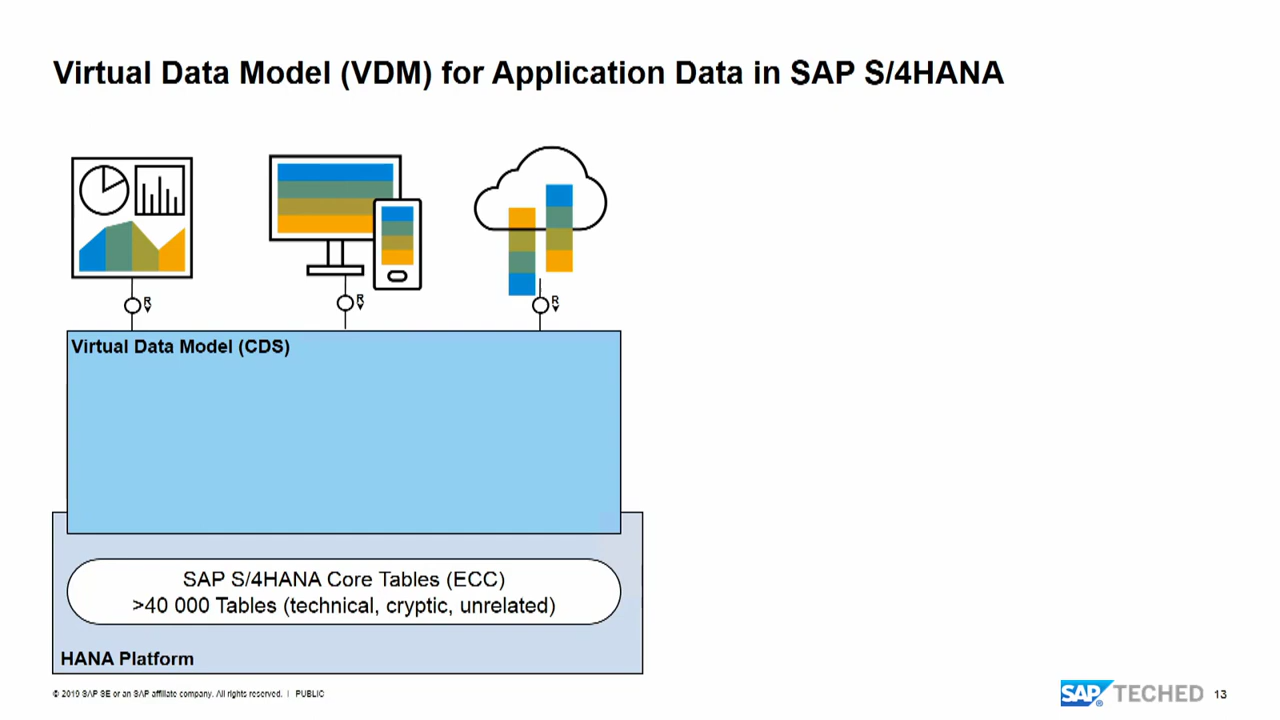 Virtual Data Model (VDM) for Application Data in SAP S/4HANA
R
R
R
Virtual Data Model (CDS)
SAP S/4HANA Core Tables (ECC)
>40 000 Tables (technical, cryptic, unrelated)
HANA Platform
© 2019 SAP SE or an SAP affiliate company. All rights reserved. | PUBLIC
SAP® TECHED 13